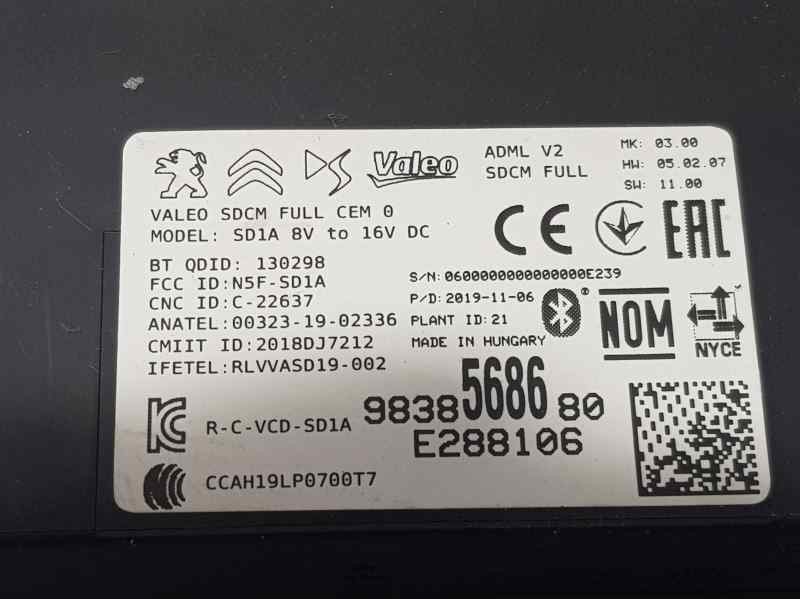 Valeo
ADML V2
SDCM FULL
MK: 03.00
HW: 05.02.07
SW: 11.00
VALEO SDCM FULL CEM 0
MODEL: SD1A 8V to 16V DC
CE
EAC
BT QDID: 130298
FCC ID:N5F-SD1A
CNC ID:C-22637
ANATEL:00323-19-02336
CMIIT ID:2018DJ7212
IFETEL:RLVVASD19-002
S/N:0600000000000000E239
P/D:2019-11-06
PLANT ID:21
MADE IN HUNGARY
®
NOM
NYCE
R-C-VCD-SD1A
9838568680
E288106
CCAH19LP0700T7